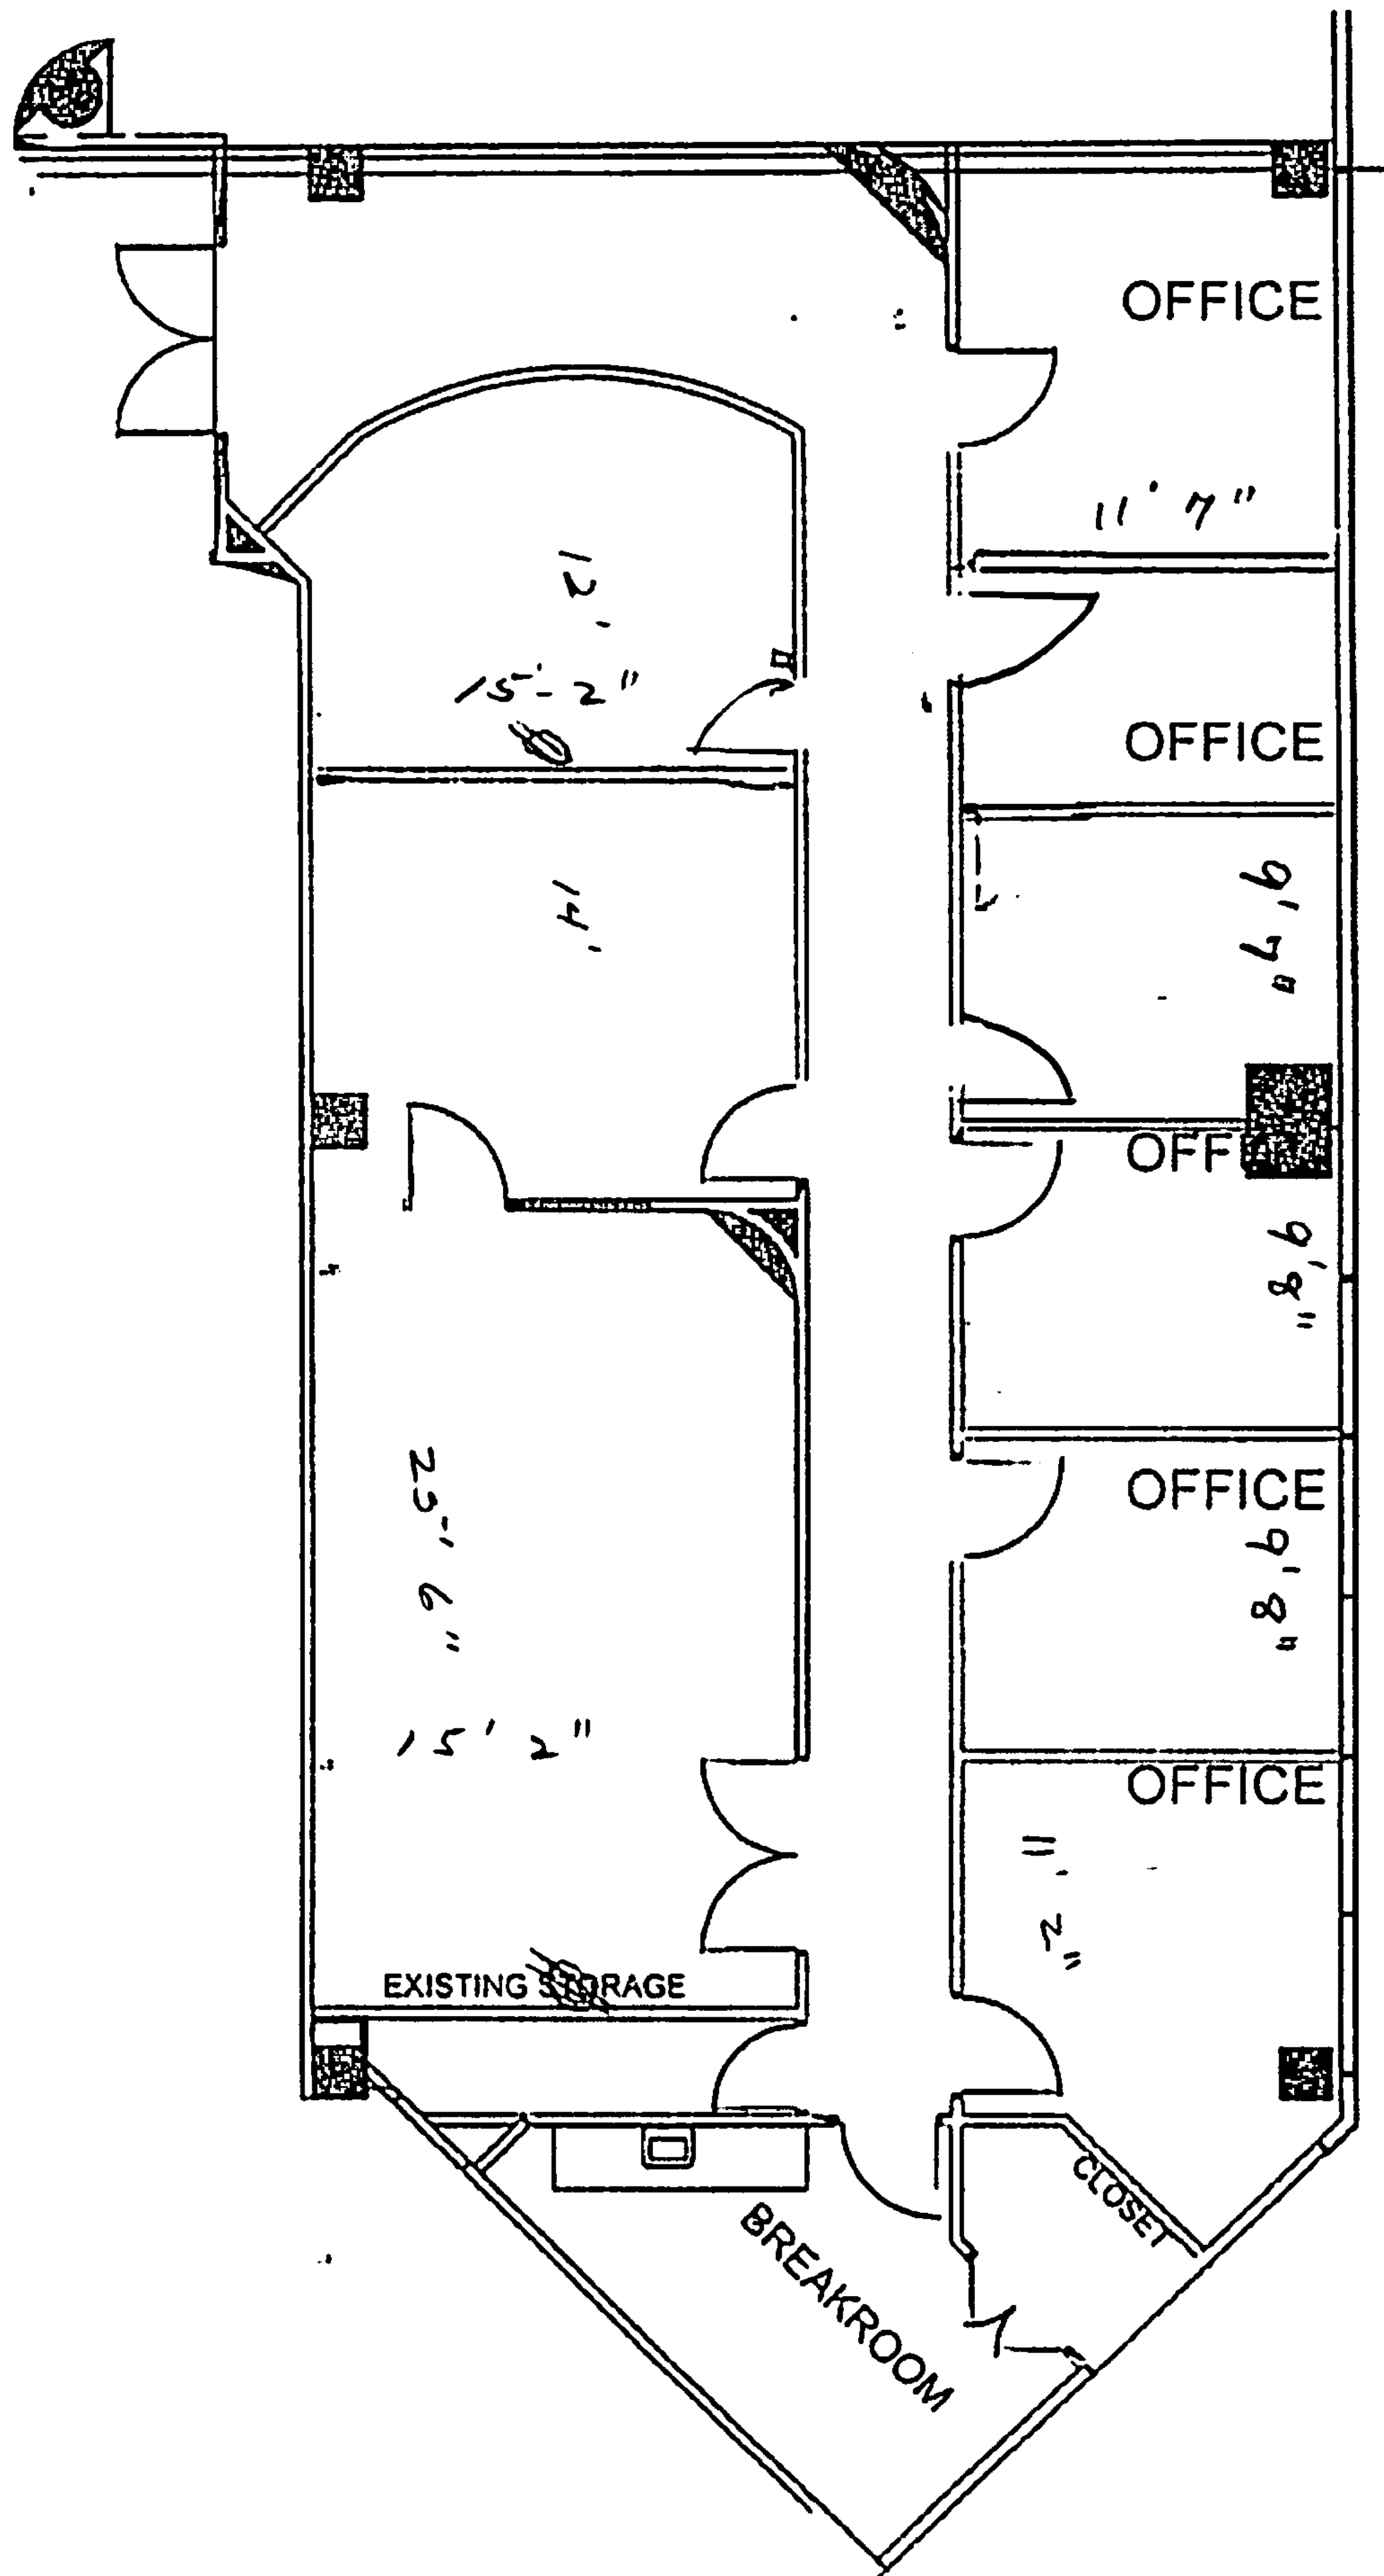 OFFICE
11' 7"
12'
15'-2"
OFFICE
14'
9' 7"
OFF
9' 8"
25' 6"
OFFICE
9' 8"
15' 2"
OFFICE
11' 2"
EXISTING STORAGE
CLOSET
BREAKROOM